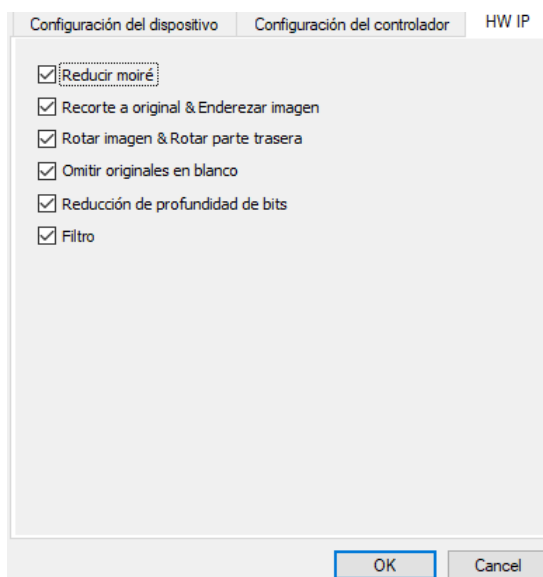 Configuración del dispositivo Configuración del controlador HW IP
Reducir moiré
Recorte a original & Enderezar imagen
Rotar imagen & Rotar parte trasera
Omitir originales en blanco
Reducción de profundidad de bits
Filtro
OK Cancel